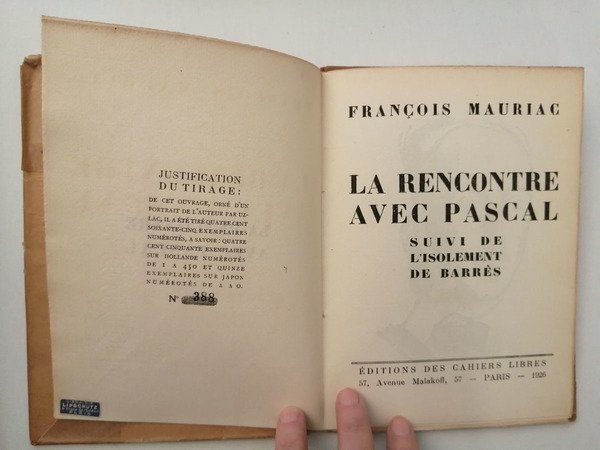 JUSTIFICATION
DU TIRAGE :
DE CET OUVRAGE, ORNÉ D'UN
PORTRAIT DE L'AUTEUR PAR UZ-
LAC, IL A ÉTÉ TIRÉ QUATRE CENT
SOIXANTE-CINQ EXEMPLAIRES
NUMÉROTÉS, A SAVOIR : QUATRE
CENT CINQUANTE EXEMPLAIRES
SUR HOLLANDE NUMÉROTÉS
DE 1 A 450 ET QUINZE
EXEMPLAIRES SUR JAPON
NUMÉROTÉS DE A A O.
No 388
LIPSCHUTZ
PARIS
FRANÇOIS MAURIAC
LA RENCONTRE
AVEC PASCAL
SUIVI DE
L'ISOLEMENT
DE BARRÈS
ÉDITIONS DES CAHIERS LIBRES
57, Avenue Malakoff, 57 — PARIS — 1926